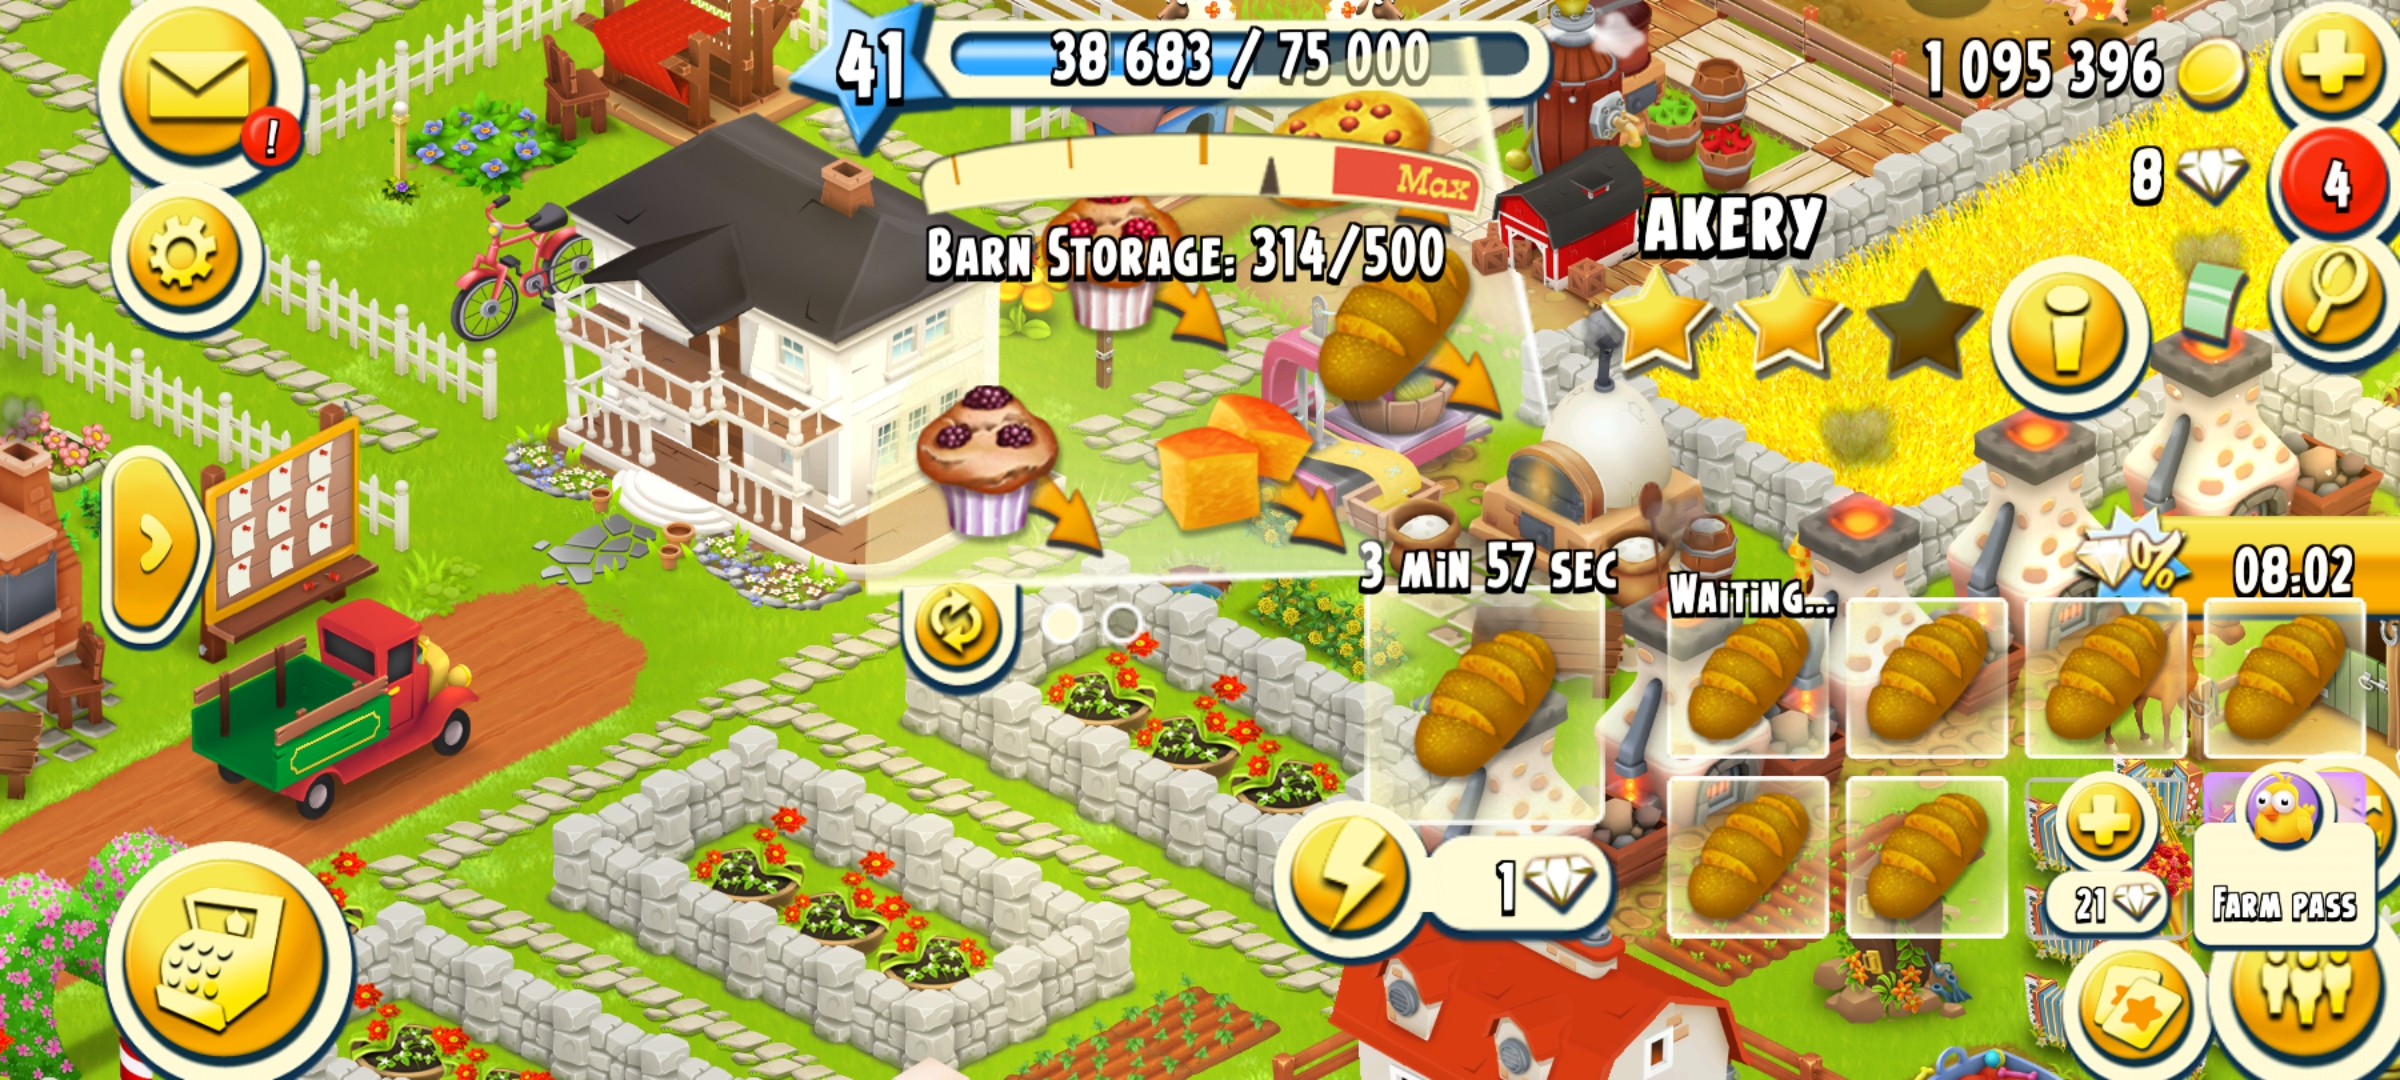 41
38 683 / 75 000
1 095 396
!
Max
8
4
AKERY
BARN STORAGE: 314/500
3 MIN 57 SEC
WAITING...
%
08:02
1
21
FARM PASS